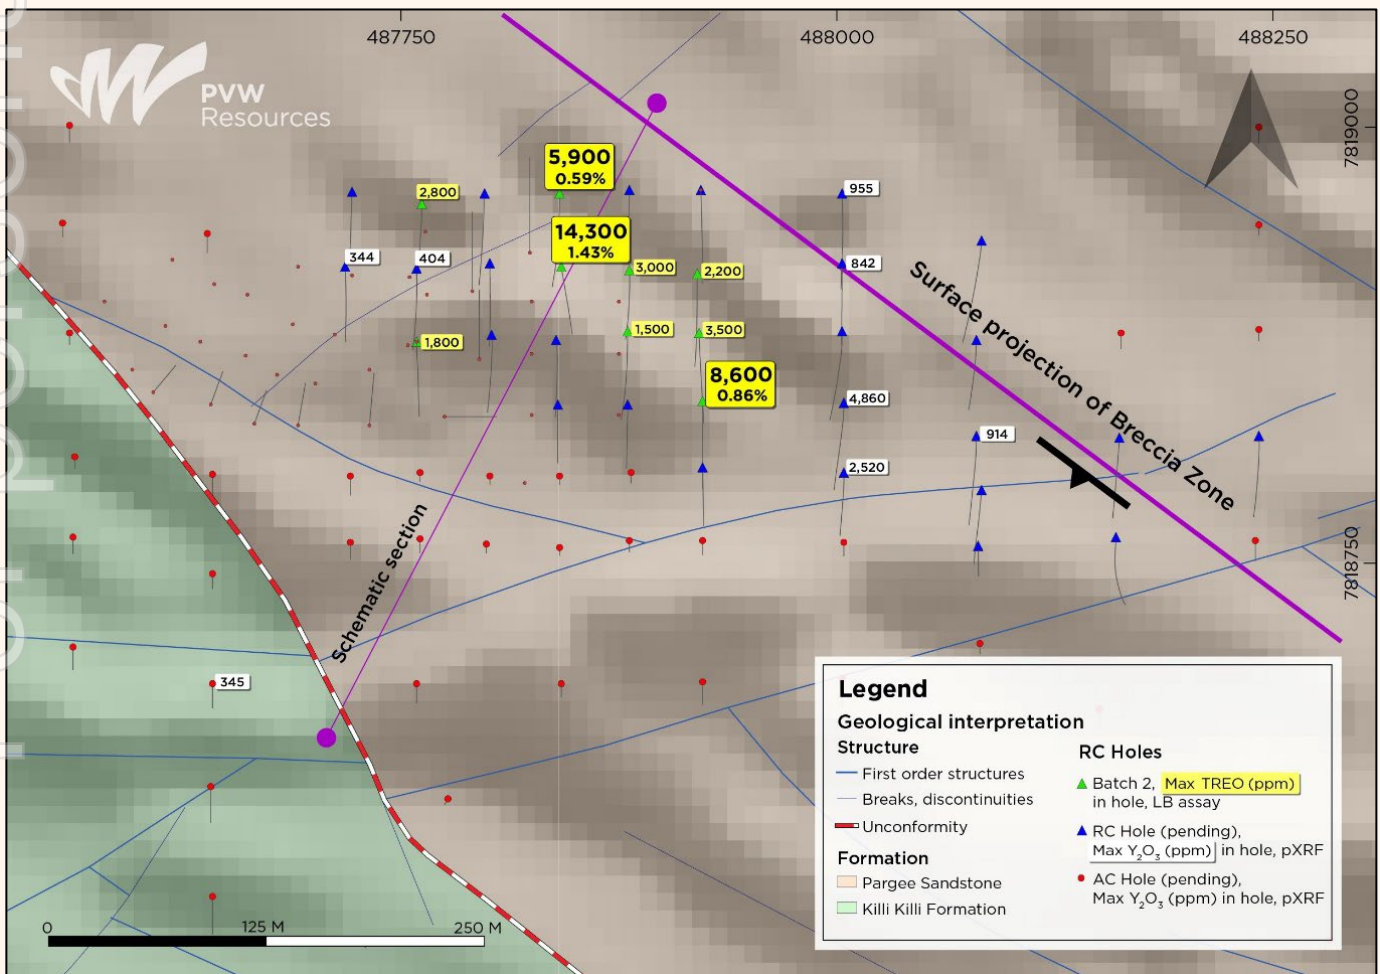 487750
488000
488250
PVW
Resources
7819000
5,900
0.59%
2,800
955
14,300
1.43%
344
404
3,000
2,200
842
Surface projection of Breccia Zone
1,500
3,500
1,800
8,600
0.86%
4,860
914
2,520
7818750
Schematic section
345
Legend
Geological interpretation
Structure
First order structures
Breaks, discontinuities
Unconformity
Formation
Pargee Sandstone
Killi Killi Formation
RC Holes
Batch 2, Max TREO (ppm)
in hole, LB assay
RC Hole (pending),
Max Y₂O₃ (ppm) in hole, pXRF
AC Hole (pending),
Max Y₂O₃ (ppm) in hole, pXRF
0 125 M 250 M